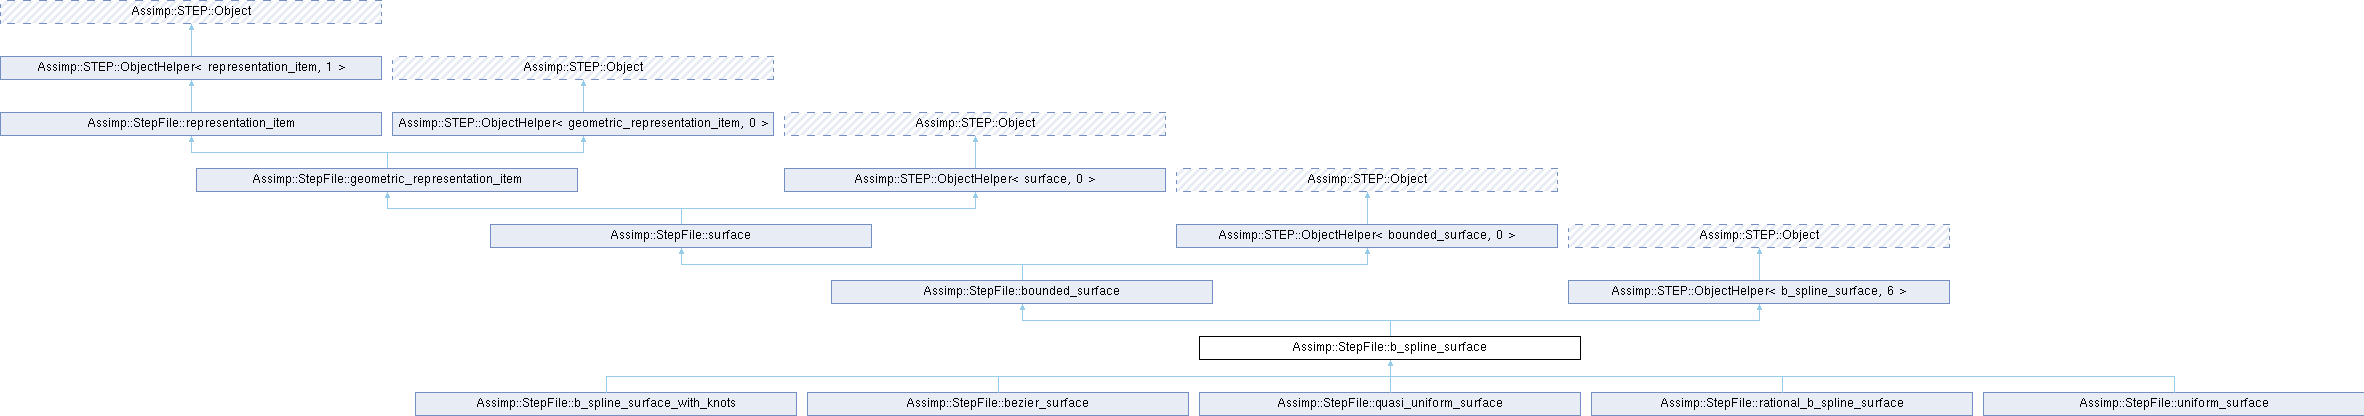 Assimp::STEP::Object
Assimp::STEP::ObjectHelper< representation_item, 1 >
Assimp::STEP::Object
Assimp::StepFile::representation_item
Assimp::STEP::ObjectHelper< geometric_representation_item, 0 >
Assimp::STEP::Object
Assimp::StepFile::geometric_representation_item
Assimp::STEP::ObjectHelper< surface, 0 >
Assimp::STEP::Object
Assimp::StepFile::surface
Assimp::STEP::ObjectHelper< bounded_surface, 0 >
Assimp::STEP::Object
Assimp::StepFile::bounded_surface
Assimp::STEP::ObjectHelper< b_spline_surface, 6 >
Assimp::StepFile::b_spline_surface
Assimp::StepFile::b_spline_surface_with_knots
Assimp::StepFile::bezier_surface
Assimp::StepFile::quasi_uniform_surface
Assimp::StepFile::rational_b_spline_surface
Assimp::StepFile::uniform_surface